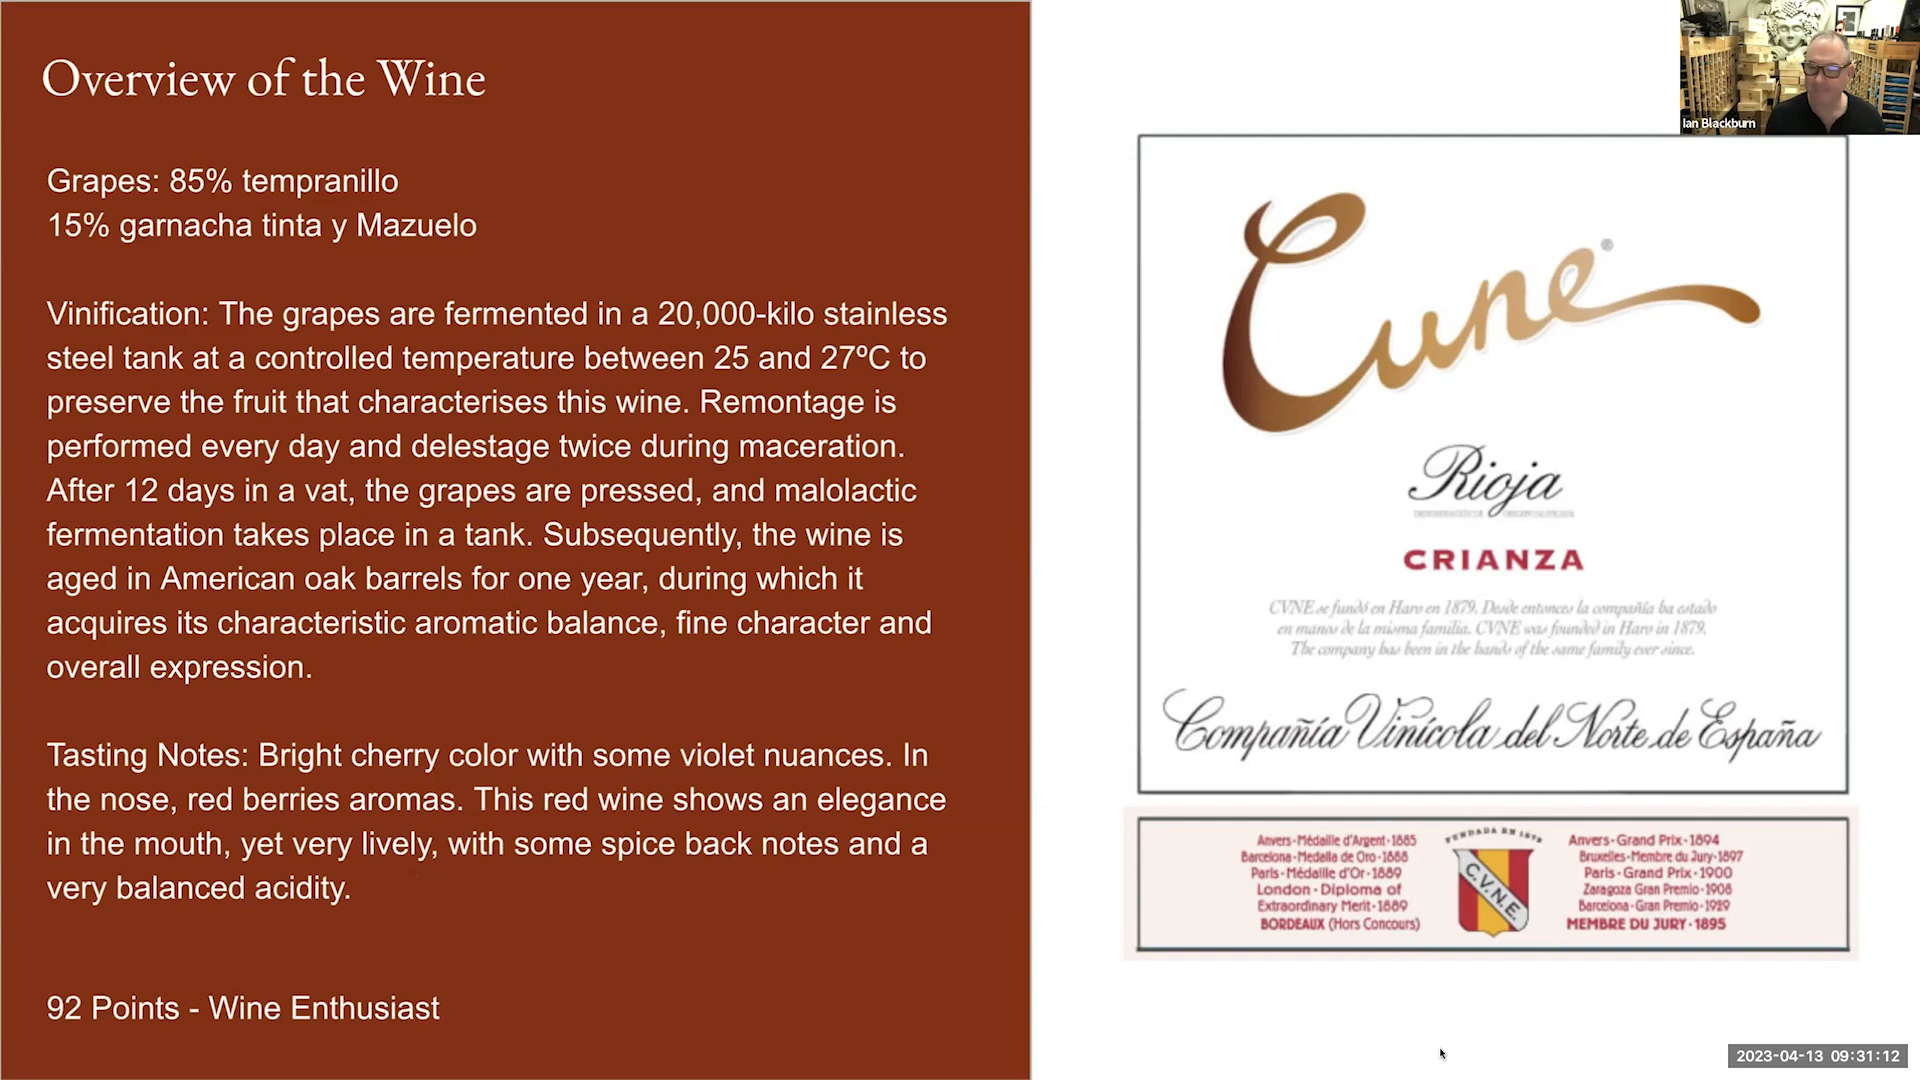 Overview of the Wine
Grapes: 85% tempranillo
15% garnacha tinta y Mazuelo
Vinification: The grapes are fermented in a 20,000-kilo stainless
steel tank at a controlled temperature between 25 and 27ºC to
preserve the fruit that characterises this wine. Remontage is
performed every day and delestage twice during maceration.
After 12 days in a vat, the grapes are pressed, and malolactic
fermentation takes place in a tank. Subsequently, the wine is
aged in American oak barrels for one year, during which it
acquires its characteristic aromatic balance, fine character and
overall expression.
Tasting Notes: Bright cherry color with some violet nuances. In
the nose, red berries aromas. This red wine shows an elegance
in the mouth, yet very lively, with some spice back notes and a
very balanced acidity.
92 Points - Wine Enthusiast
Ian Blackburn
Cune®
Rioja
CRIANZA
CVNE se fundó en Haro en 1879. Desde entonces la compañía ha estado
en manos de la misma familia. CVNE was founded in Haro in 1879.
The company has been in the hands of the same family ever since.
Compañía Vinícola del Norte de España
Anvers·Médaille d'Argent·1885
Barcelona·Medalla de Oro·1888
Paris·Médaille d'Or·1889
London·Diploma of
Extraordinary Merit·1889
BORDEAUX (Hors Concours)
FUNDADA EN 1879
C.V.N.E.
Anvers·Grand Prix·1894
Bruxelles·Membre du Jury·1897
Paris·Grand Prix·1900
Zaragoza Gran Premio·1908
Barcelona·Gran Premio·1929
MEMBRE DU JURY·1895
2023-04-13 09:31:12